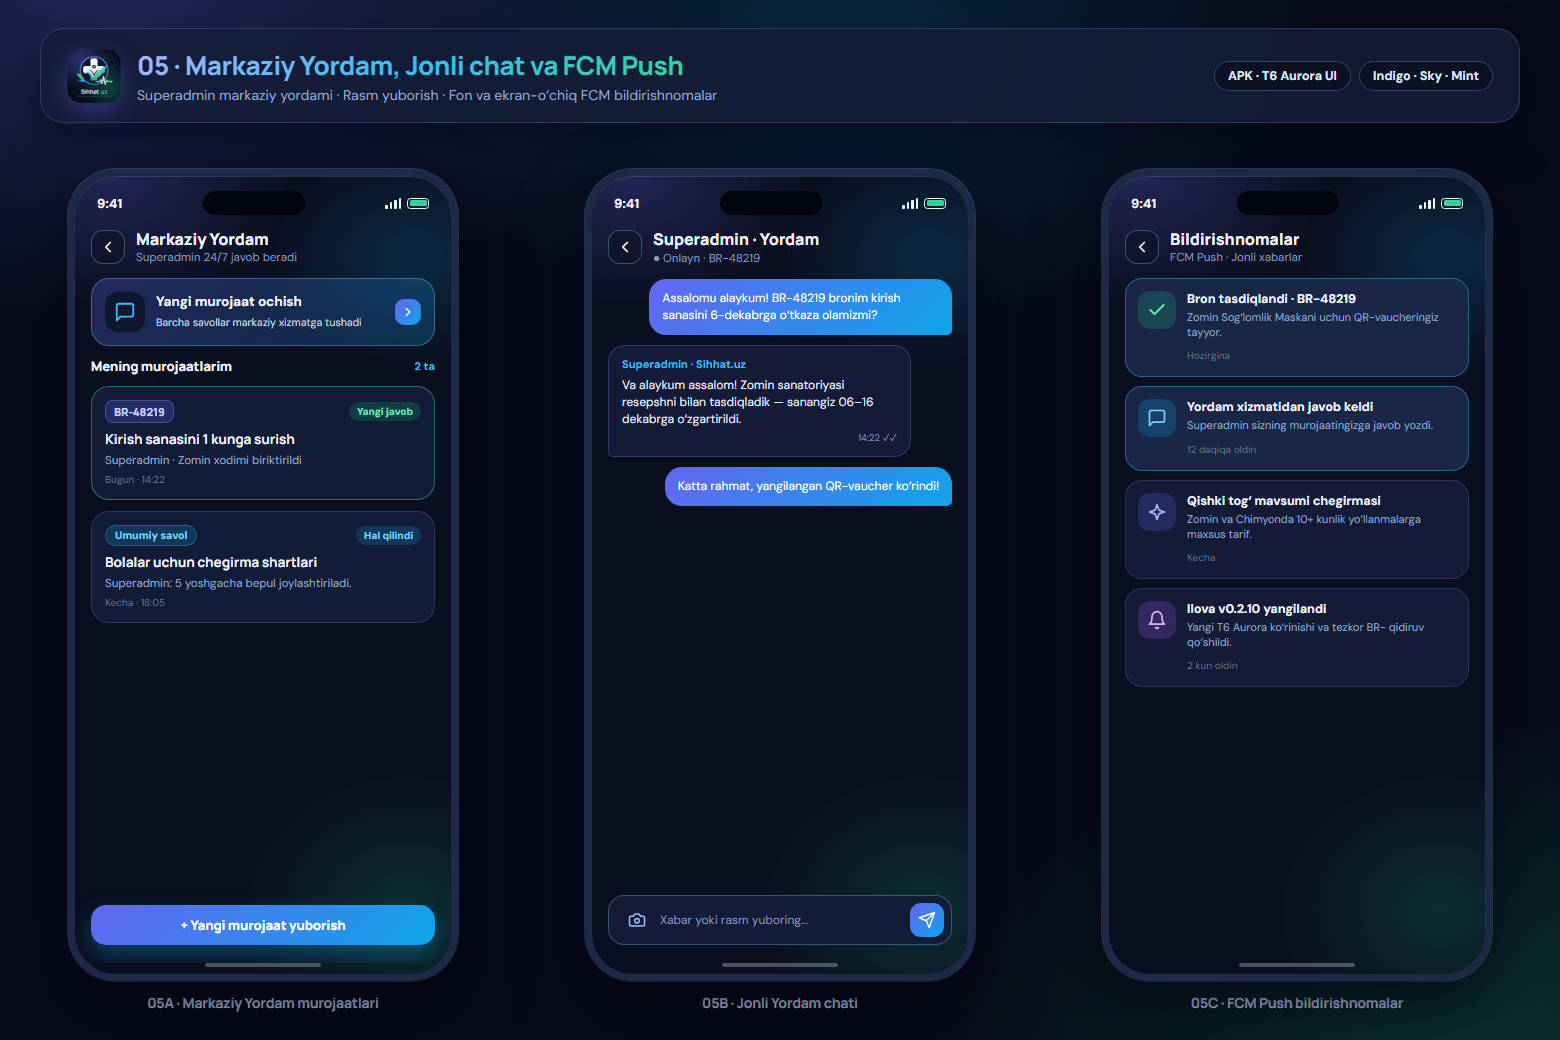 Sihhat.uz
05 · Markaziy Yordam, Jonli chat va FCM Push
Superadmin markaziy yordami · Rasm yuborish · Fon va ekran-o‘chiq FCM bildirishnomalar
APK · T6 Aurora UI
Indigo · Sky · Mint
9:41
Markaziy Yordam
Superadmin 24/7 javob beradi
Yangi murojaat ochish
Barcha savollar markaziy xizmatga tushadi
Mening murojaatlarim
2 ta
BR-48219
Yangi javob
Kirish sanasini 1 kunga surish
Superadmin · Zomin xodimi biriktirildi
Bugun · 14:22
Umumiy savol
Hal qilindi
Bolalar uchun chegirma shartlari
Superadmin: 5 yoshgacha bepul joylashtiriladi.
Kecha · 18:05
+ Yangi murojaat yuborish
05A · Markaziy Yordam murojaatlari
9:41
Superadmin · Yordam
● Onlayn · BR-48219
Assalomu alaykum! BR-48219 bronim kirish
sanasini 6-dekabrga o‘tkaza olamizmi?
Superadmin · Sihhat.uz
Va alaykum assalom! Zomin sanatoriyasi
resepshni bilan tasdiqladik — sanangiz 06–16
dekabrga o‘zgartirildi.
14:22 ✓✓
Katta rahmat, yangilangan QR-vaucher ko‘rindi!
Xabar yoki rasm yuboring...
05B · Jonli Yordam chati
9:41
Bildirishnomalar
FCM Push · Jonli xabarlar
Bron tasdiqlandi · BR-48219
Zomin Sog‘lomlik Maskani uchun QR-vaucheringiz
tayyor.
Hozirgina
Yordam xizmatidan javob keldi
Superadmin sizning murojaatingizga javob yozdi.
12 daqiqa oldin
Qishki tog‘ mavsumi chegirmasi
Zomin va Chimyonda 10+ kunlik yo‘llanmalarga
maxsus tarif.
Kecha
Ilova v0.2.10 yangilandi
Yangi T6 Aurora ko‘rinishi va tezkor BR- qidiruv
qo‘shildi.
2 kun oldin
05C · FCM Push bildirishnomalar